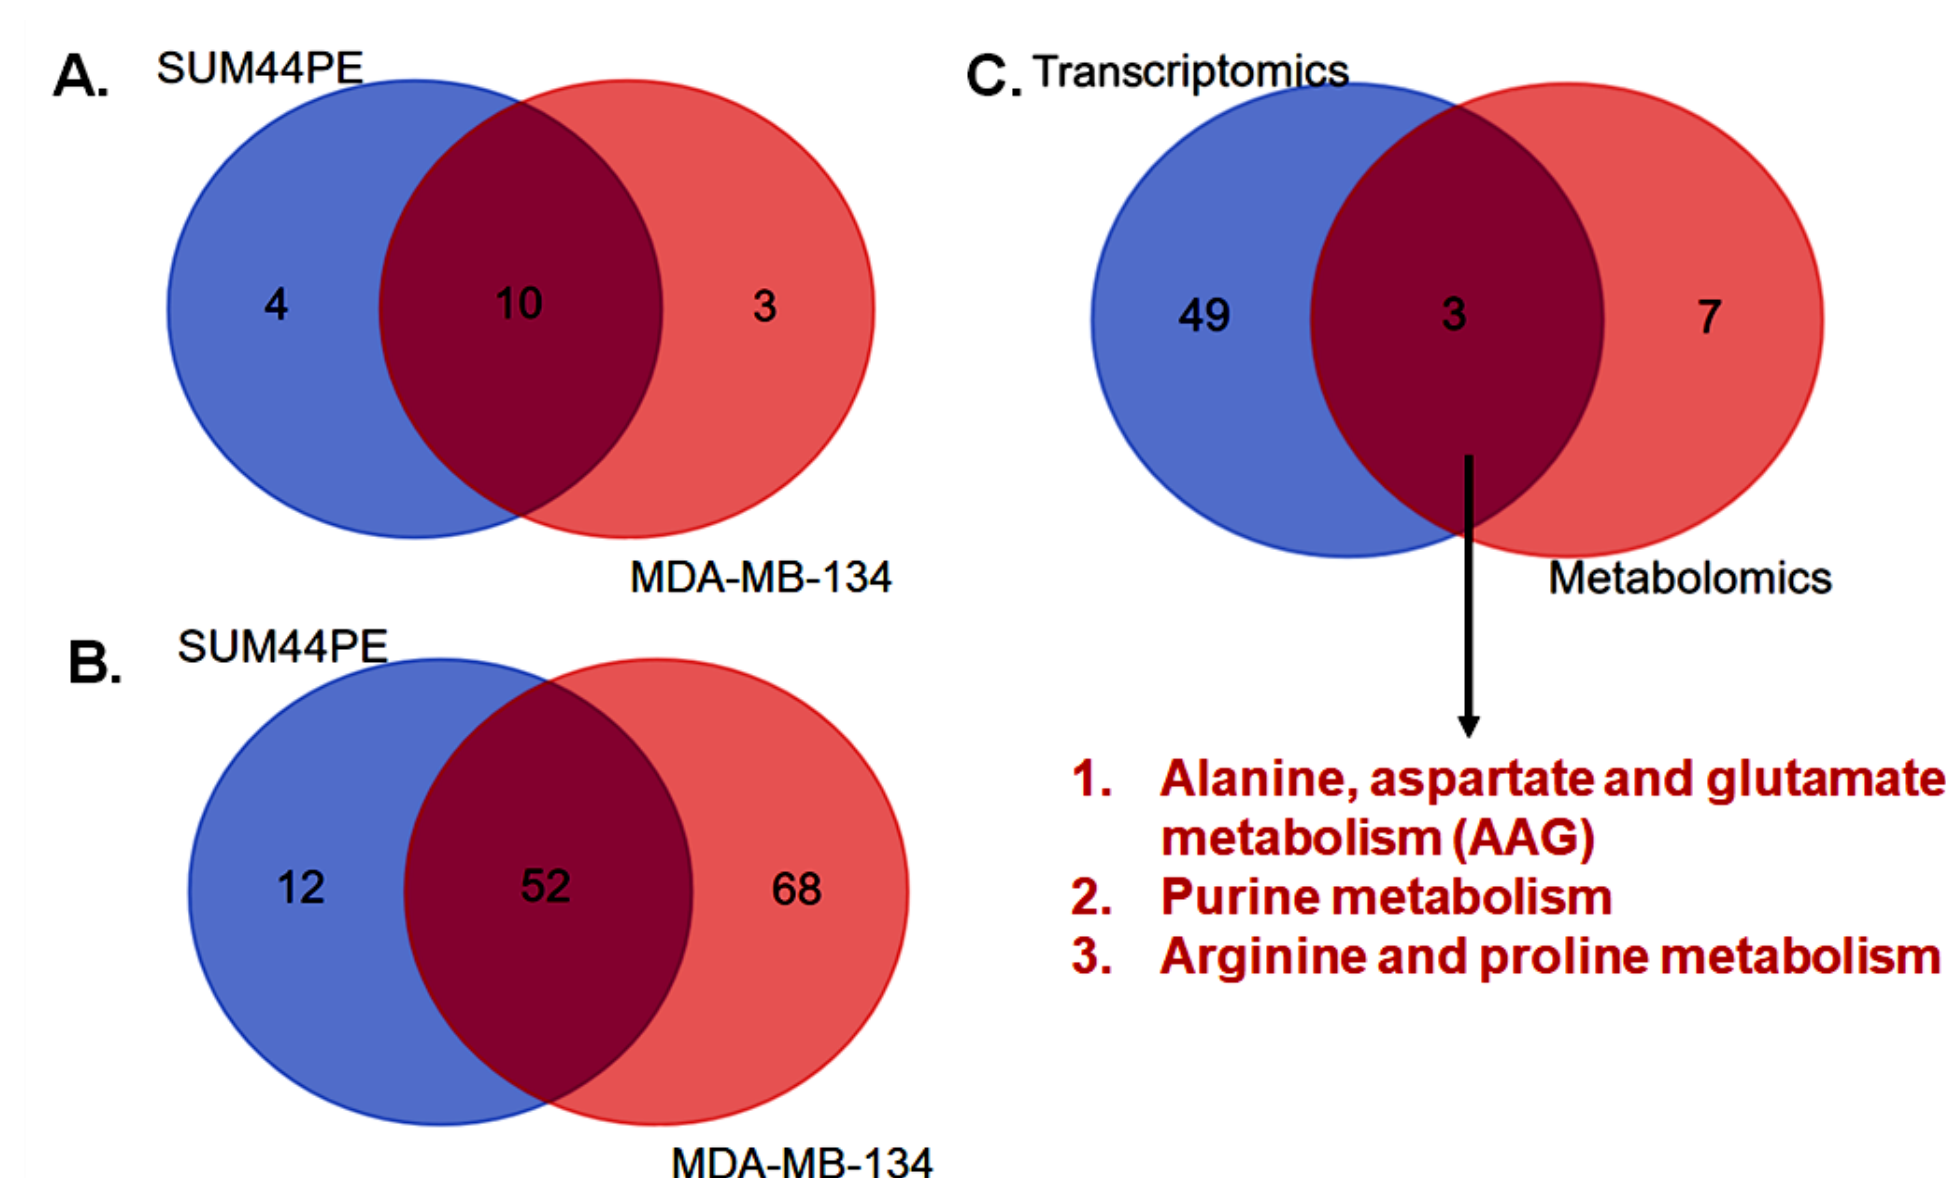 A.
SUM44PE
4
10
3
MDA-MB-134
B.
SUM44PE
12
52
68
MDA-MB-134
C.
Transcriptomics
49
3
7
Metabolomics
1. Alanine, aspartate and glutamate
metabolism (AAG)
2. Purine metabolism
3. Arginine and proline metabolism